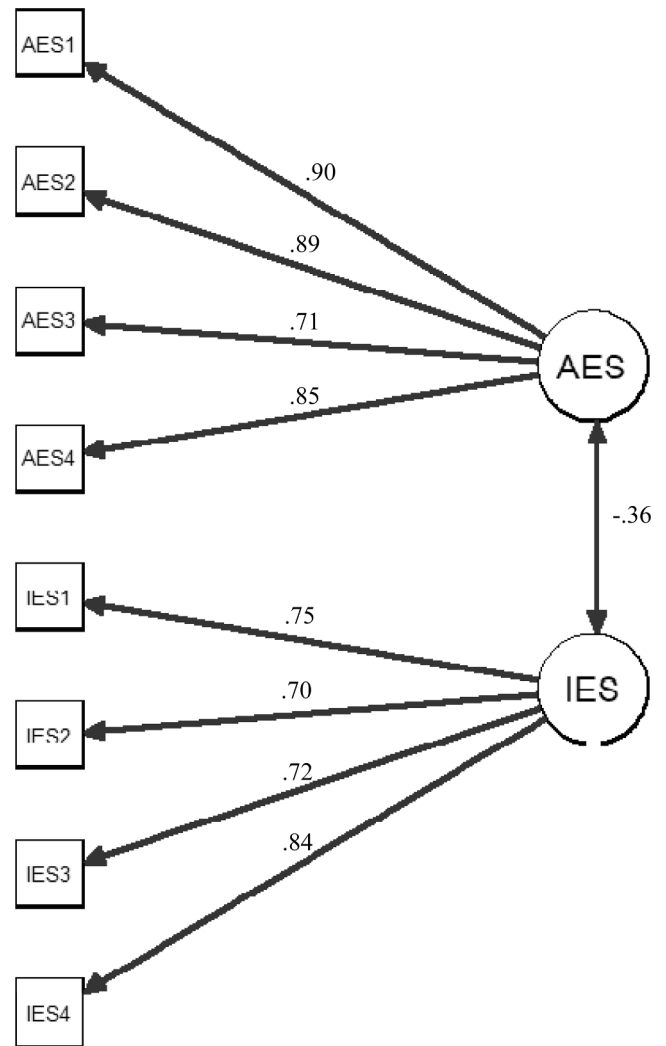 AES1
.90
AES2
.89
AES3
.71
AES
AES4
.85
-.36
IES1
.75
IES
IES2
.70
IES3
.72
.84
IES4